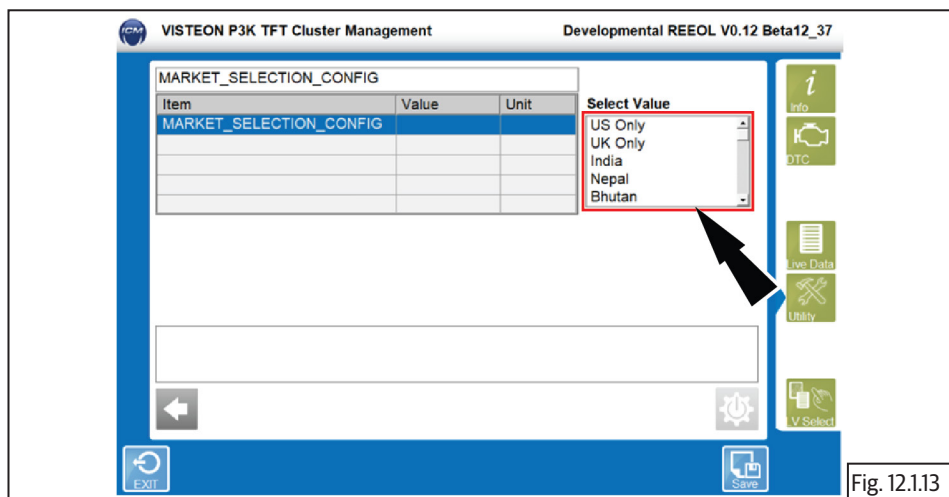 ICM
VISTEON P3K TFT Cluster Management
Developmental REEOL V0.12 Beta12_37
MARKET_SELECTION_CONFIG
Item Value Unit
MARKET_SELECTION_CONFIG
Select Value
US Only
UK Only
India
Nepal
Bhutan
i
Info
DTC
Live Data
Utility
LV Select
EXIT
Save
Fig. 12.1.13